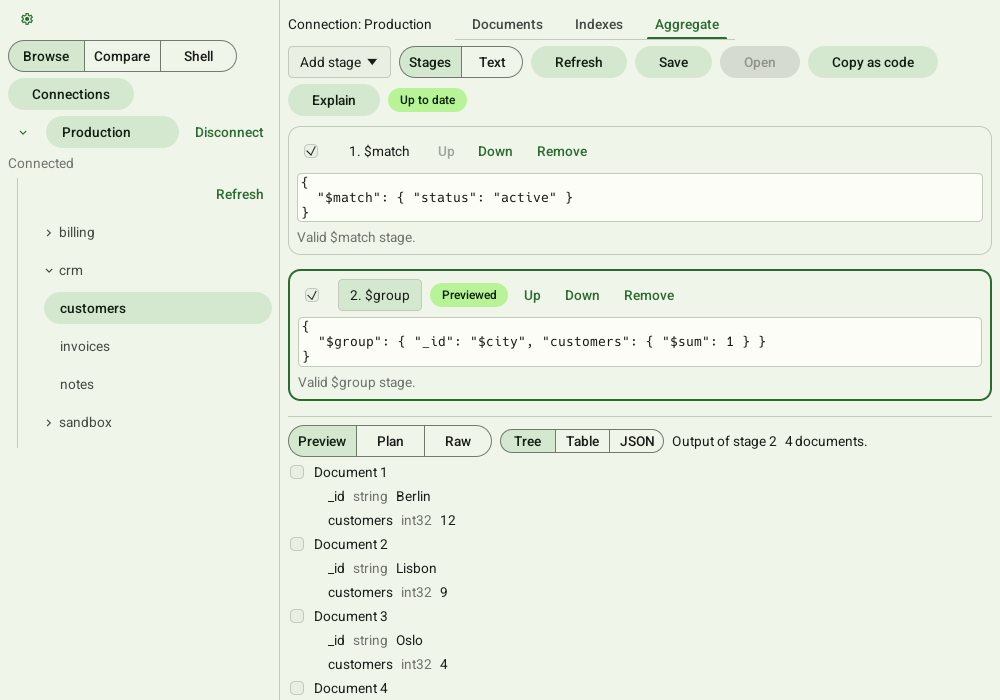 Connection: Production Documents Indexes Aggregate
Browse Compare Shell
Add stage Stages Text Refresh Save Open Copy as code
Connections
Explain Up to date
Production Disconnect
Connected
Refresh
billing
crm
customers
invoices
notes
sandbox
1. $match Up Down Remove
{
"$match": { "status": "active" }
}
Valid $match stage.
2. $group Previewed Up Down Remove
{
"$group": { "_id": "$city", "customers": { "$sum": 1 } }
}
Valid $group stage.
Preview Plan Raw Tree Table JSON Output of stage 2 4 documents.
Document 1
_id string Berlin
customers int32 12
Document 2
_id string Lisbon
customers int32 9
Document 3
_id string Oslo
customers int32 4
Document 4